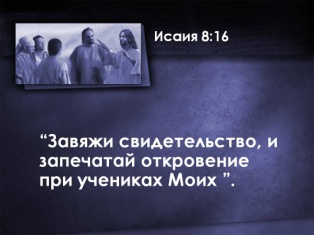 Исаия 8:16
“Завяжи свидетельство, и
запечатай откровение
при учениках Моих ”.